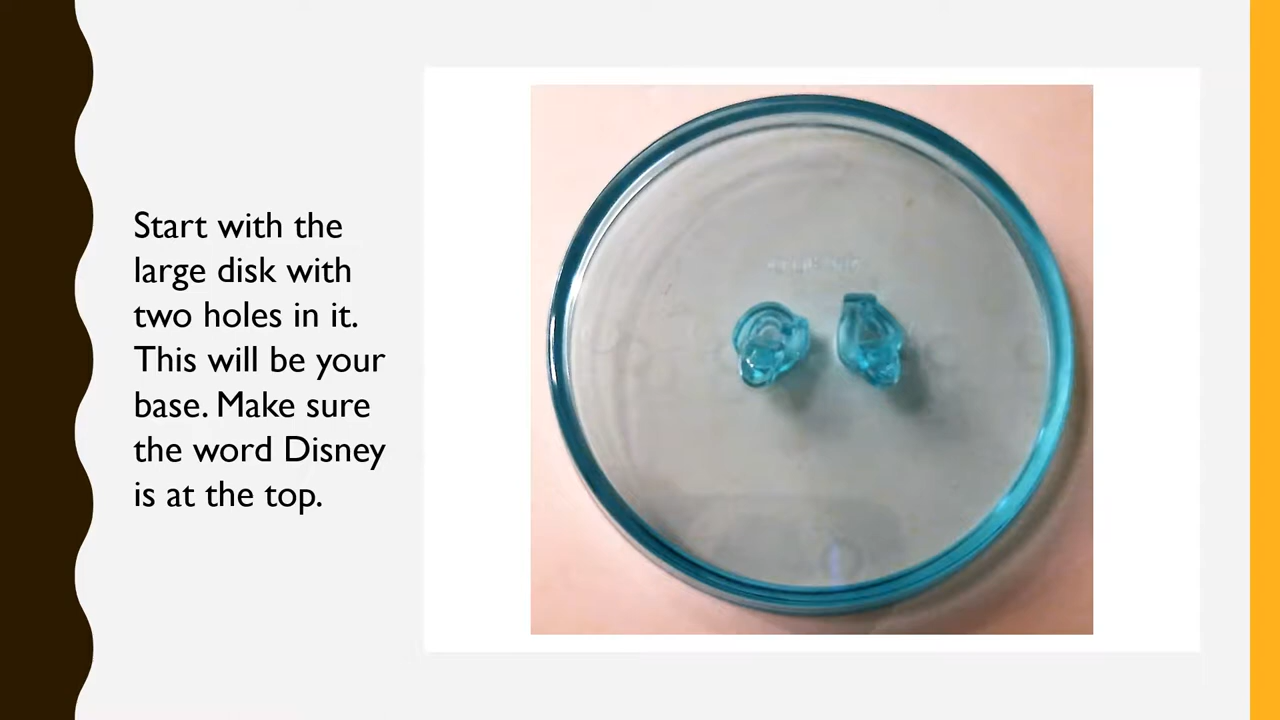 Start with the
large disk with
two holes in it.
This will be your
base. Make sure
the word Disney
is at the top.